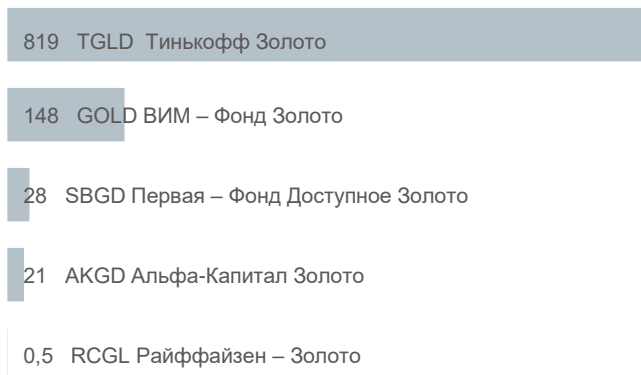 819 TGLD Тинькофф Золото
148 GOLD ВИМ – Фонд Золото
28 SBGD Первая – Фонд Доступное Золото
21 AKGD Альфа-Капитал Золото
0,5 RCGL Райффайзен – Золото